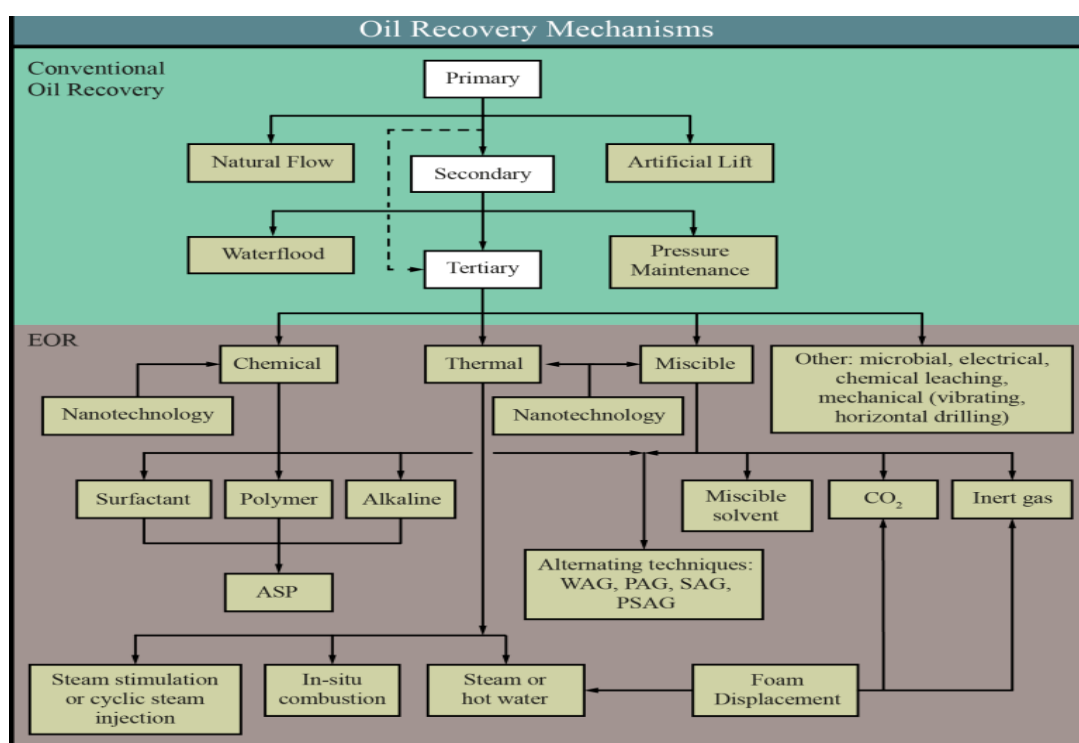 Oil Recovery Mechanisms
Conventional
Oil Recovery
Primary
Natural Flow
Artificial Lift
Secondary
Waterflood
Pressure
Maintenance
Tertiary
EOR
Chemical
Thermal
Miscible
Other: microbial, electrical,
chemical leaching,
mechanical (vibrating,
horizontal drilling)
Nanotechnology
Nanotechnology
Surfactant
Polymer
Alkaline
Miscible
solvent
CO₂
Inert gas
Alternating techniques:
WAG, PAG, SAG,
PSAG
ASP
Steam stimulation
or cyclic steam
injection
In-situ
combustion
Steam or
hot water
Foam
Displacement